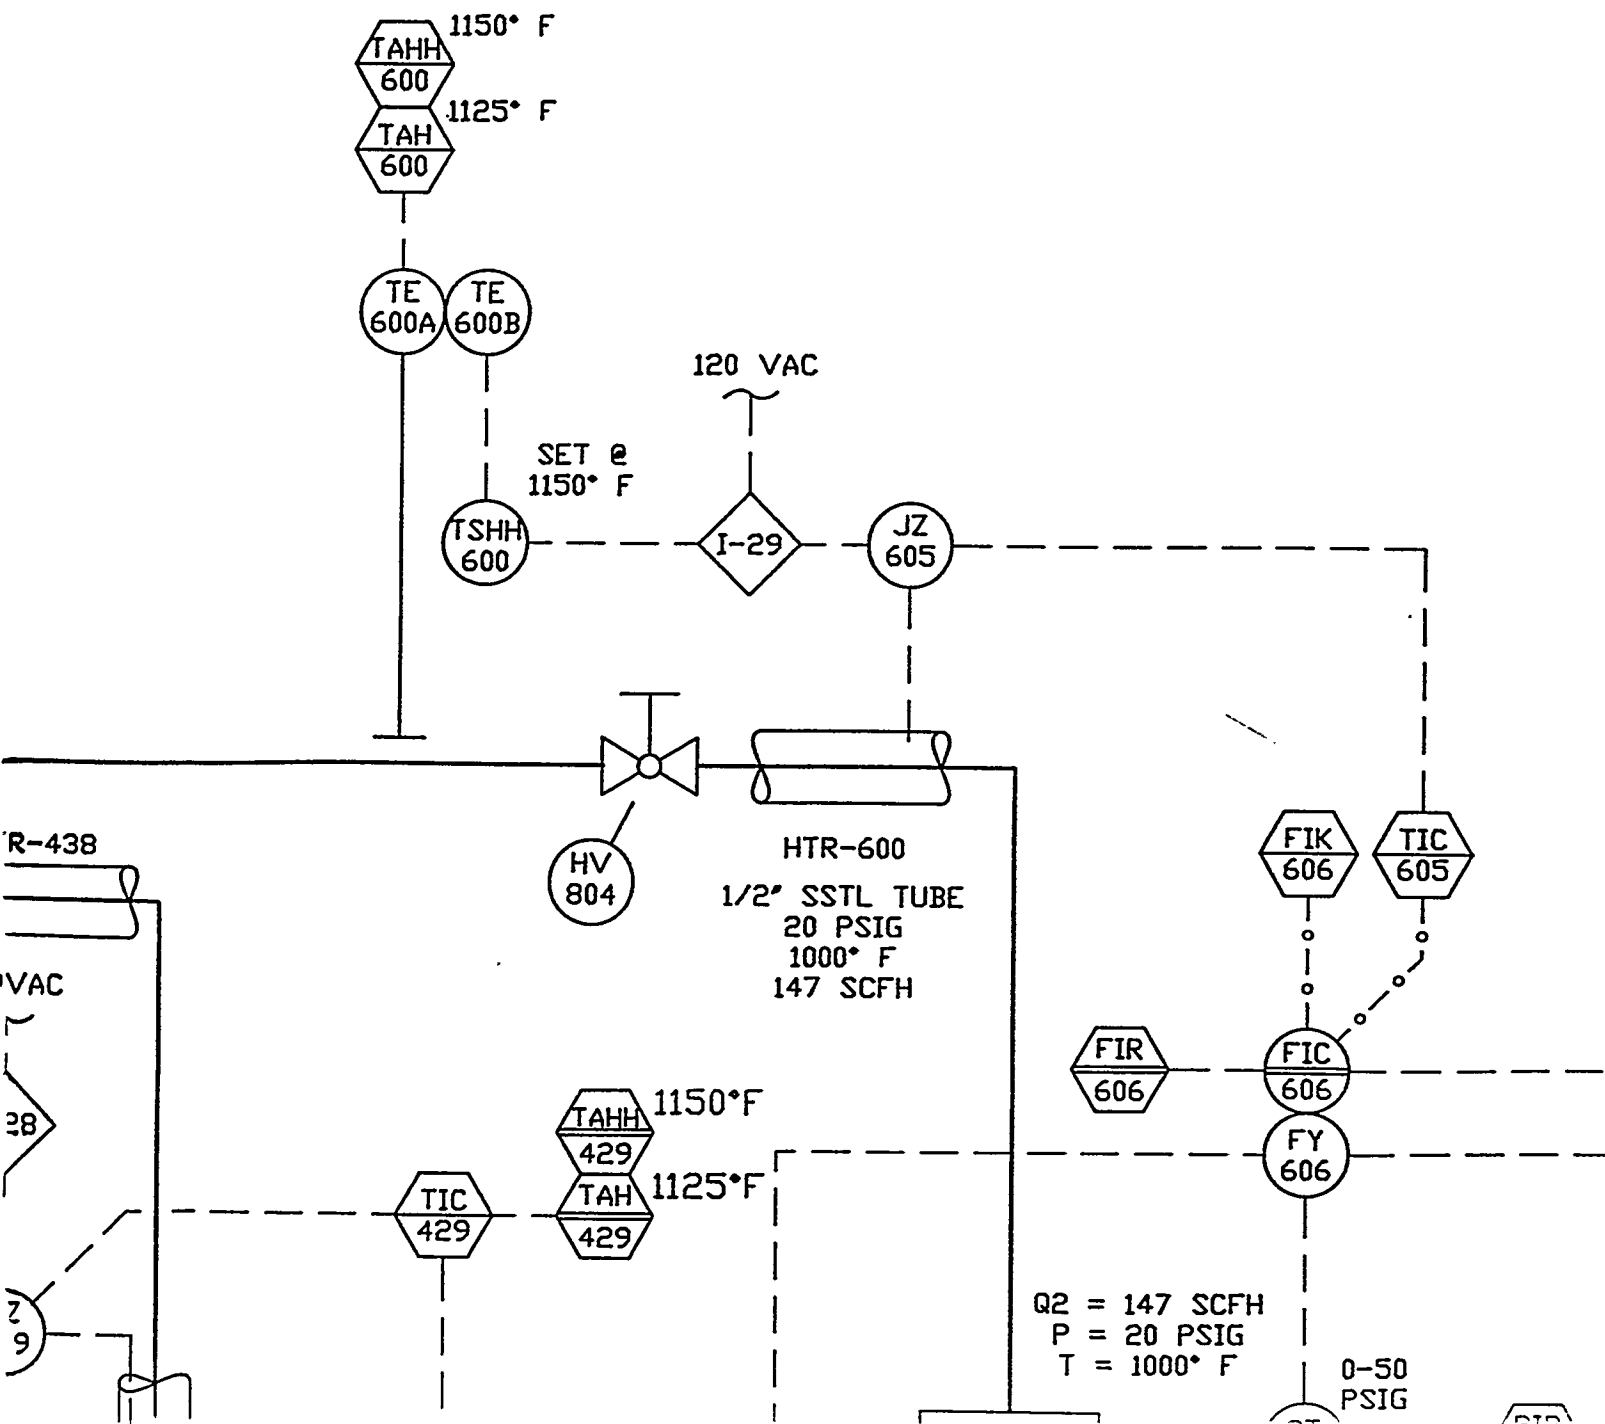 1150° F
TAHH
600
1125° F
TAH
600
TE
600A
TE
600B
120 VAC
SET @
1150° F
TSHH
600
I-29
JZ
605
HV
804
HTR-600
1/2" SSTL TUBE
20 PSIG
1000° F
147 SCFH
R-438
VAC
28
FIK
606
TIC
605
FIR
606
FIC
606
FY
606
TAHH
429
1150°F
TAH
429
1125°F
TIC
429
Z
9
Q2 = 147 SCFH
P = 20 PSIG
T = 1000° F
0-50
PSIG